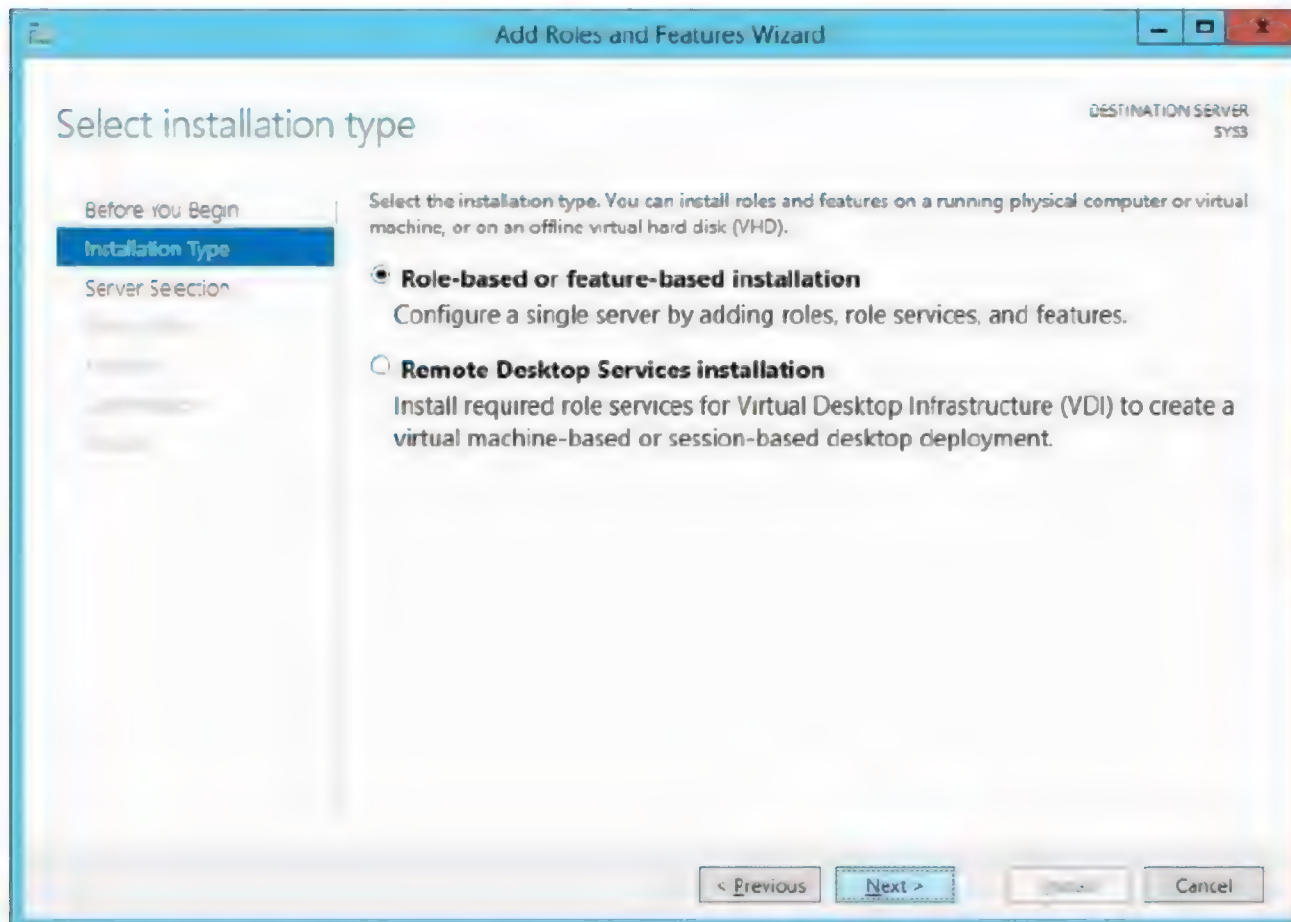 Add Roles and Features Wizard
Select installation type
DESTINATION SERVER
SYS3
Before You Begin
Installation Type
Server Selection
Select the installation type. You can install roles and features on a running physical computer or virtual
machine, or on an offline virtual hard disk (VHD).
Role-based or feature-based installation
Configure a single server by adding roles, role services, and features.
Remote Desktop Services installation
Install required role services for Virtual Desktop Infrastructure (VDI) to create a
virtual machine-based or session-based desktop deployment.
< Previous
Next >
Cancel